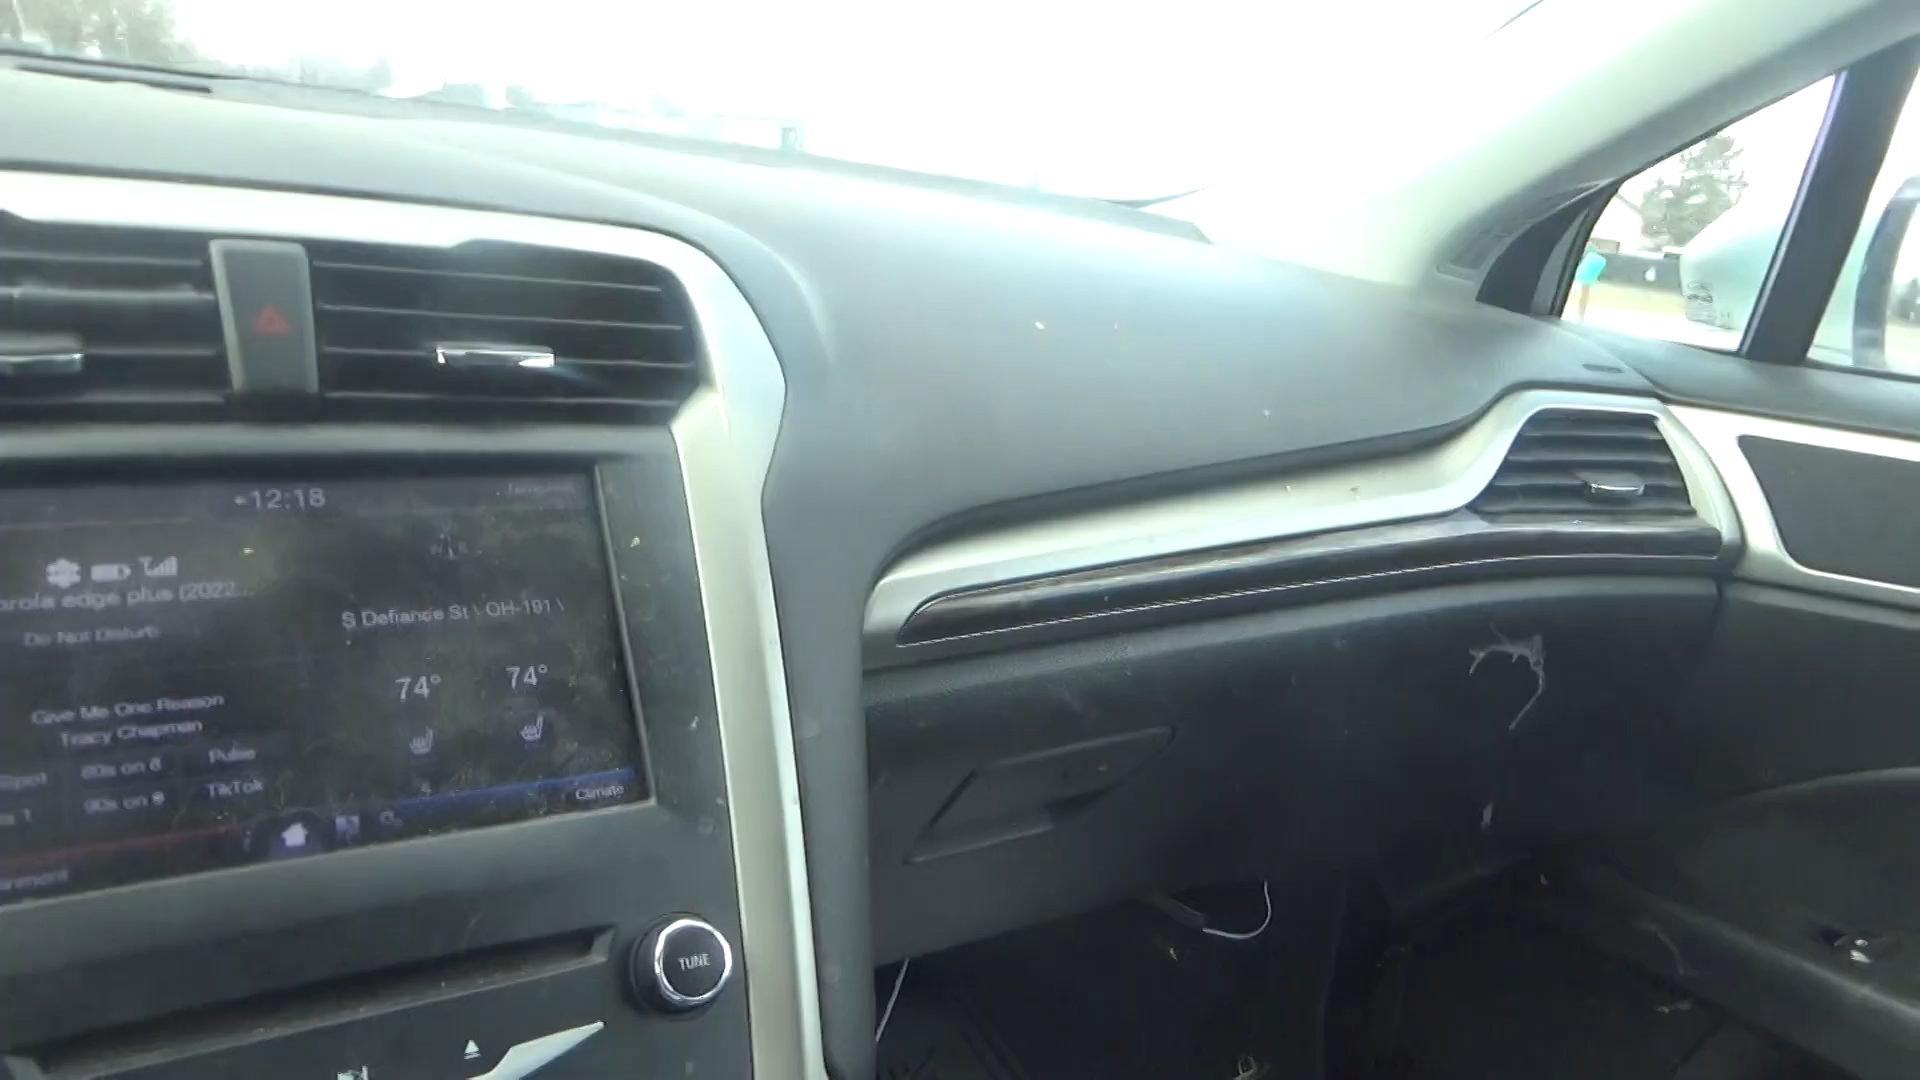 12:18
orola edge plus (2022...
Do Not Disturb
S Defiance St \ OH-191 \
74° 74°
Give Me One Reason
Tracy Chapman
80s on 8 Pulse
90s on 9 TikTok
s 1
Climate
TUNE